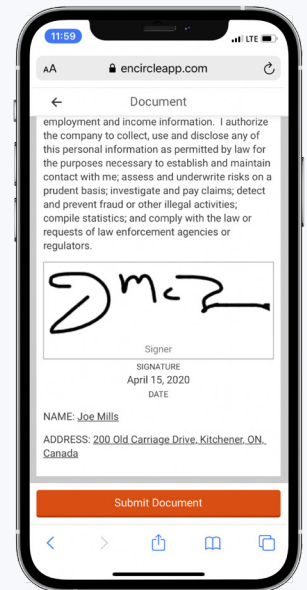 11:59
LTE
AA encircleapp.com
Document
employment and income information. I authorize
the company to collect, use and disclose any of
this personal information as permitted by law for
the purposes necessary to establish and maintain
contact with me; assess and underwrite risks on a
prudent basis; investigate and pay claims; detect
and prevent fraud or other illegal activities;
compile statistics; and comply with the law or
requests of law enforcement agencies or
regulators.
Signer
SIGNATURE
April 15, 2020
DATE
NAME: Joe Mills
ADDRESS: 200 Old Carriage Drive, Kitchener, ON,
Canada
Submit Document